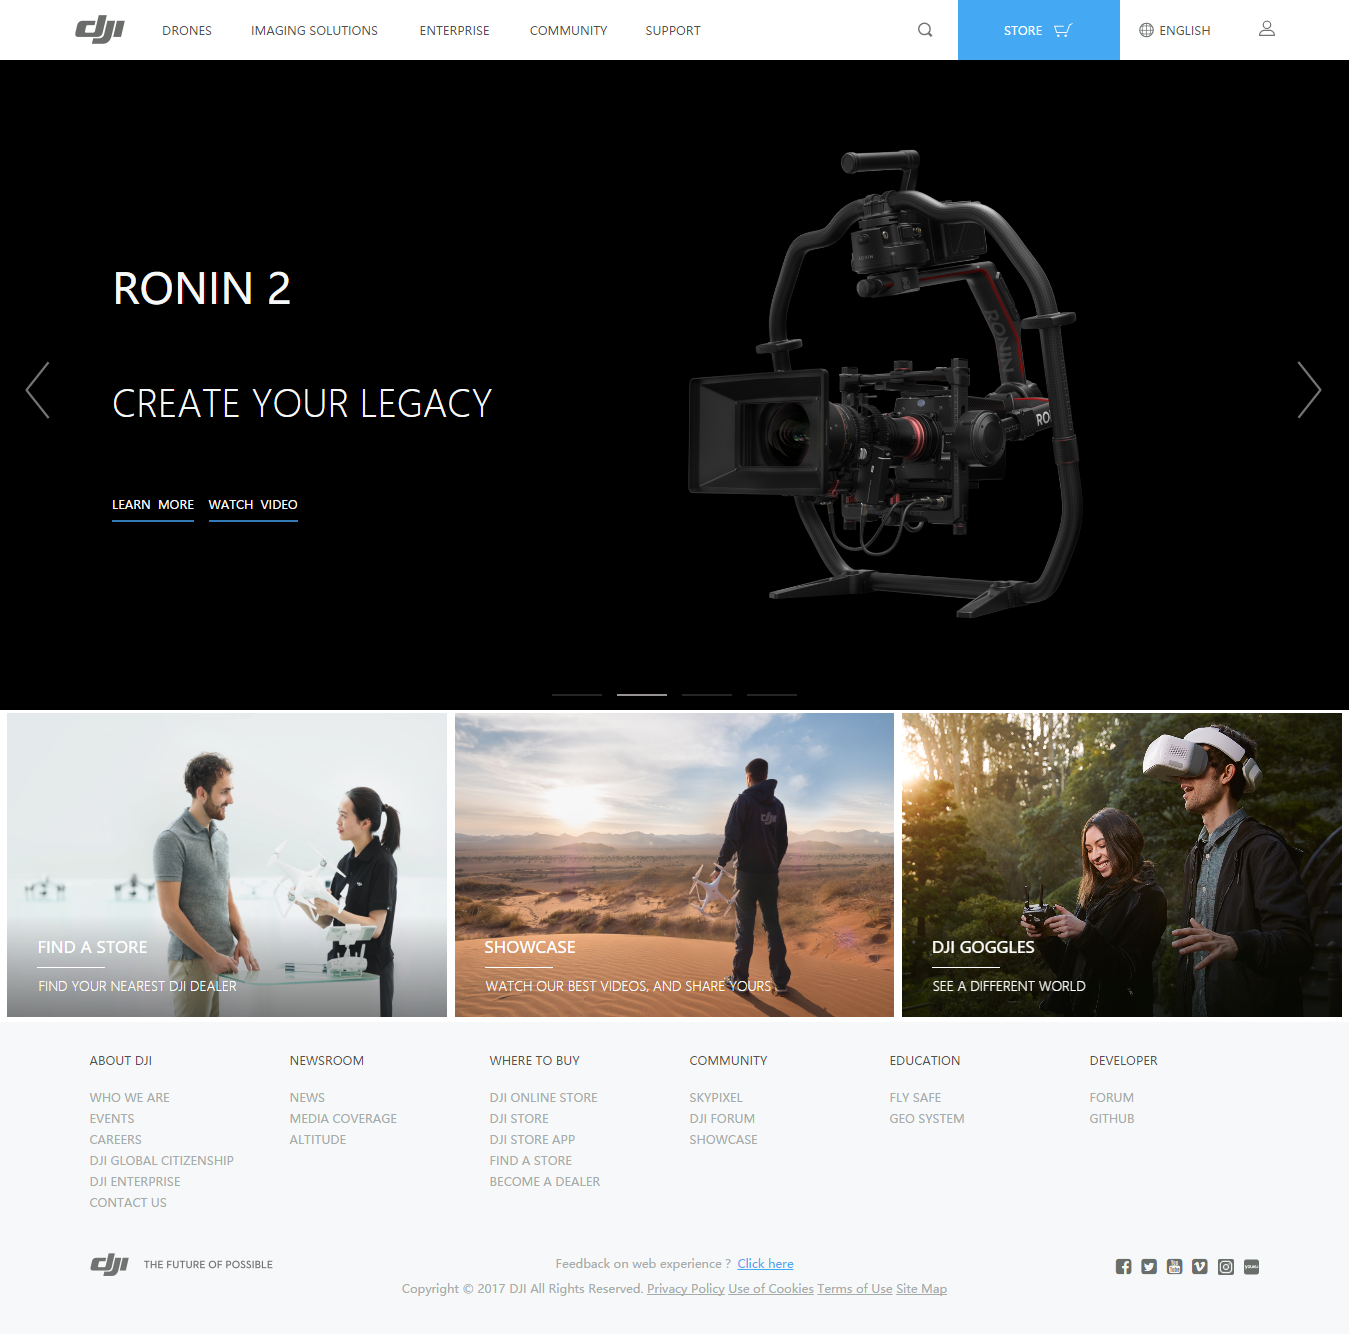 dji DRONES IMAGING SOLUTIONS ENTERPRISE COMMUNITY SUPPORT STORE ENGLISH
RONIN
RONIN 2
RONIN
CREATE YOUR LEGACY
RO
LEARN MORE WATCH VIDEO
dji
FIND A STORE SHOWCASE DJI GOGGLES
FIND YOUR NEAREST DJI DEALER WATCH OUR BEST VIDEOS, AND SHARE YOURS SEE A DIFFERENT WORLD
ABOUT DJI NEWSROOM WHERE TO BUY COMMUNITY EDUCATION DEVELOPER
WHO WE ARE NEWS DJI ONLINE STORE SKYPIXEL FLY SAFE FORUM
EVENTS MEDIA COVERAGE DJI STORE DJI FORUM GEO SYSTEM GITHUB
CAREERS ALTITUDE DJI STORE APP SHOWCASE
DJI GLOBAL CITIZENSHIP FIND A STORE
DJI ENTERPRISE BECOME A DEALER
CONTACT US
dji THE FUTURE OF POSSIBLE Feedback on web experience ? Click here
Copyright © 2017 DJI All Rights Reserved. Privacy Policy Use of Cookies Terms of Use Site Map